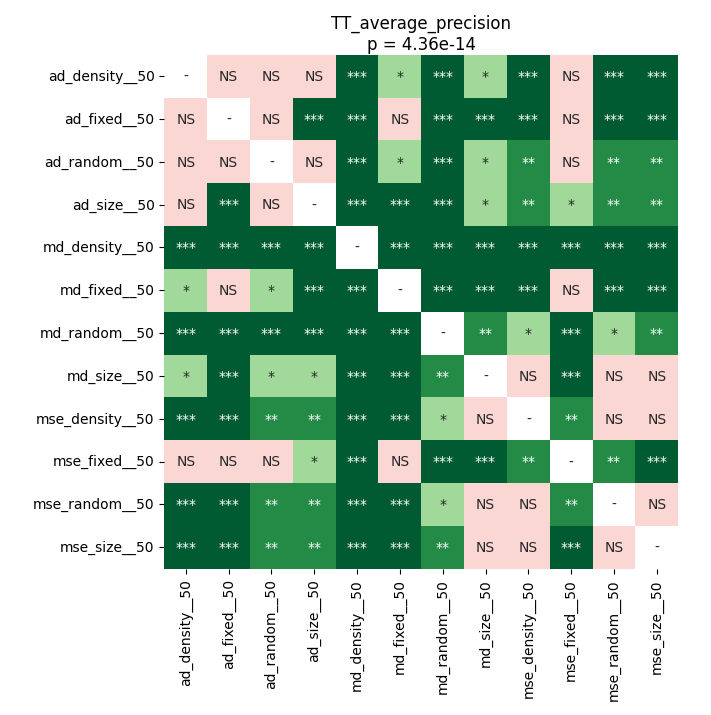 TT_average_precision
p = 4.36e-14
ad_density__50 - NS NS NS *** * *** * *** NS *** ***
ad_fixed__50 NS - NS *** *** NS *** *** *** NS *** ***
ad_random__50 NS NS - NS *** * *** * ** NS ** **
ad_size__50 NS *** NS - *** *** *** * ** * ** **
md_density__50 *** *** *** *** - *** *** *** *** *** *** ***
md_fixed__50 * NS * *** *** - *** *** *** NS *** ***
md_random__50 *** *** *** *** *** *** - ** * *** * **
md_size__50 * *** * * *** *** ** - NS *** NS NS
mse_density__50 *** *** ** ** *** *** * NS - ** NS NS
mse_fixed__50 NS NS NS * *** NS *** *** ** - ** ***
mse_random__50 *** *** ** ** *** *** * NS NS ** - NS
mse_size__50 *** *** ** ** *** *** ** NS NS *** NS -
ad_density__50
ad_fixed__50
ad_random__50
ad_size__50
md_density__50
md_fixed__50
md_random__50
md_size__50
mse_density__50
mse_fixed__50
mse_random__50
mse_size__50